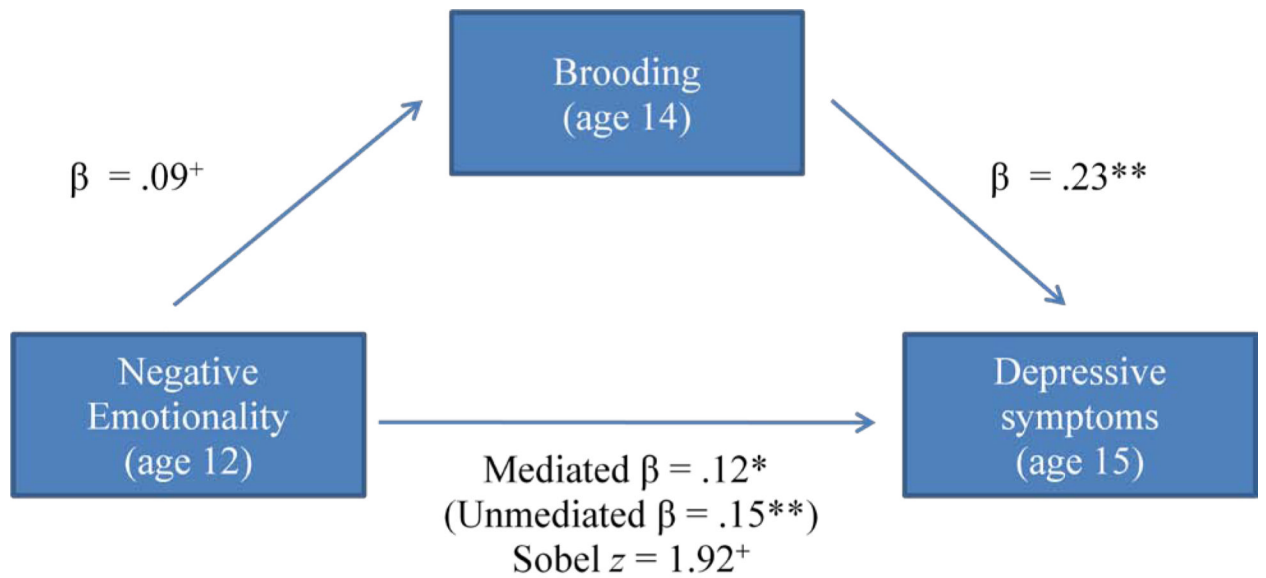 Brooding
(age 14)
β = .09⁺
β = .23**
Negative
Emotionality
(age 12)
Mediated β = .12*
(Unmediated β = .15**)
Sobel z = 1.92⁺
Depressive
symptoms
(age 15)